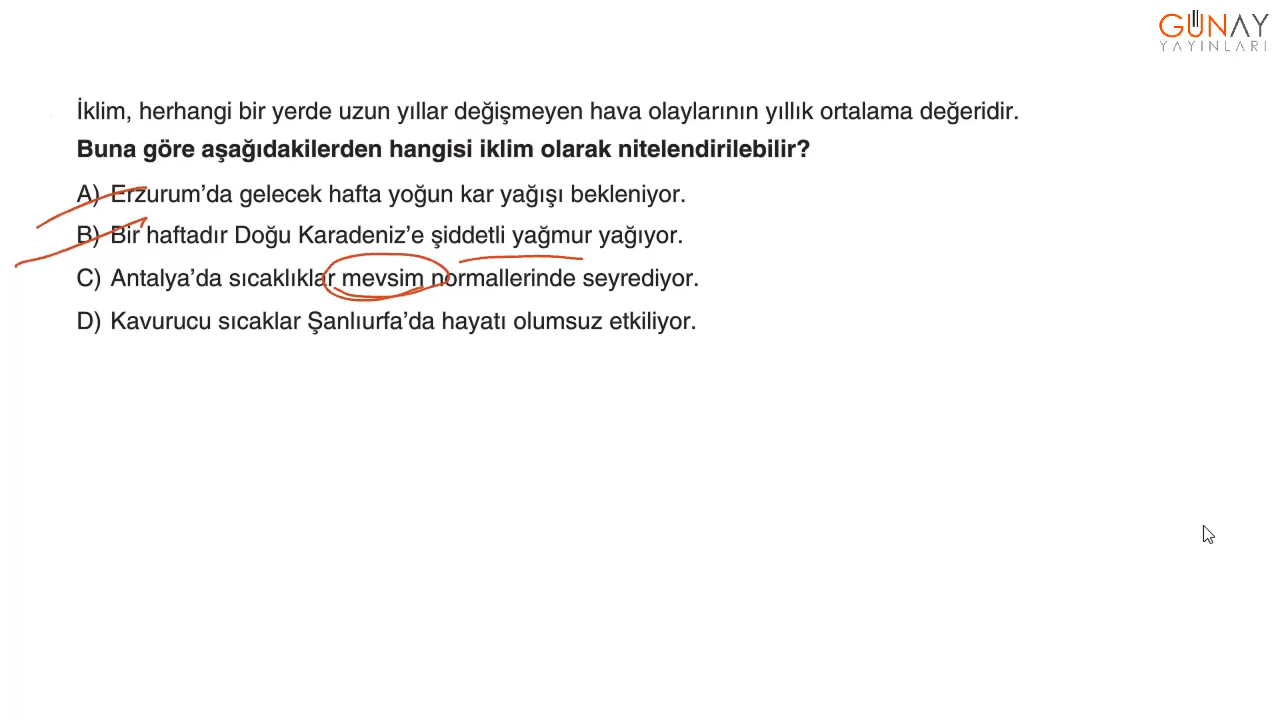 GÜNAY
YAYINLARI
İklim, herhangi bir yerde uzun yıllar değişmeyen hava olaylarının yıllık ortalama değeridir.
Buna göre aşağıdakilerden hangisi iklim olarak nitelendirilebilir?
A) Erzurum’da gelecek hafta yoğun kar yağışı bekleniyor.
B) Bir haftadır Doğu Karadeniz’e şiddetli yağmur yağıyor.
C) Antalya’da sıcaklıklar mevsim normallerinde seyrediyor.
D) Kavurucu sıcaklar Şanlıurfa’da hayatı olumsuz etkiliyor.